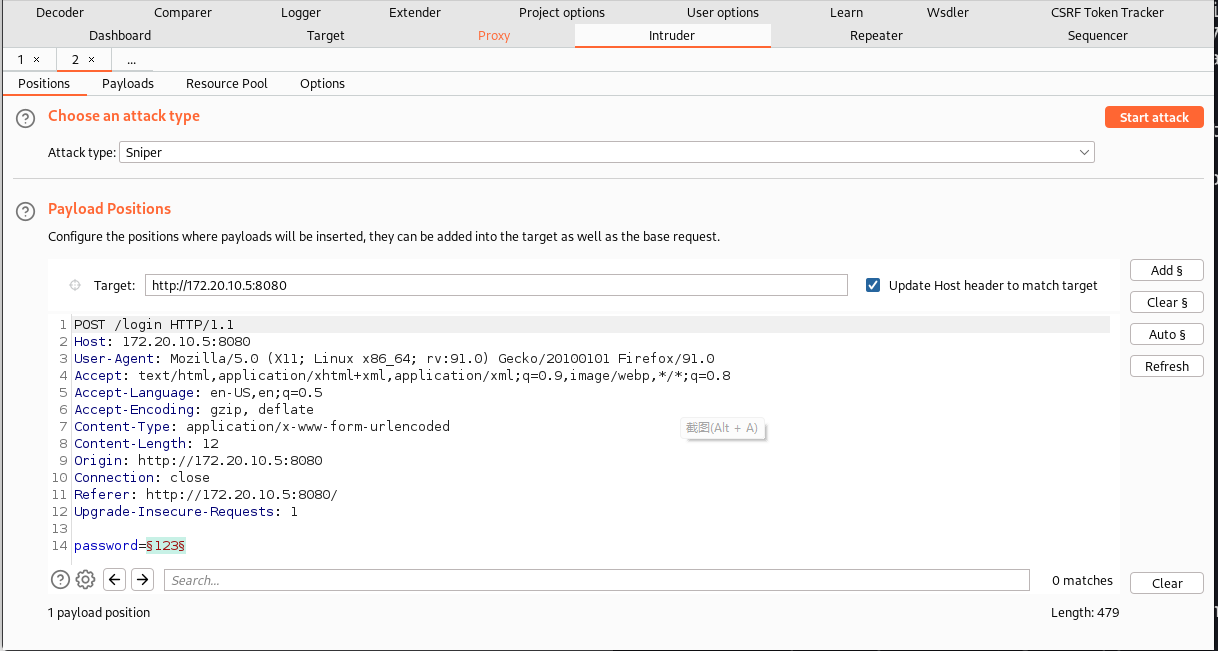 Decoder Comparer Logger Extender Project options User options Learn Wsdler CSRF Token Tracker
Dashboard Target Proxy Intruder Repeater Sequencer
1 × 2 × ...
Positions Payloads Resource Pool Options
? Choose an attack type Start attack
Attack type: Sniper
? Payload Positions
Configure the positions where payloads will be inserted, they can be added into the target as well as the base request.
Target: http://172.20.10.5:8080 Update Host header to match target
Add §
Clear §
Auto §
Refresh
1 POST /login HTTP/1.1
2 Host: 172.20.10.5:8080
3 User-Agent: Mozilla/5.0 (X11; Linux x86_64; rv:91.0) Gecko/20100101 Firefox/91.0
4 Accept: text/html,application/xhtml+xml,application/xml;q=0.9,image/webp,*/*;q=0.8
5 Accept-Language: en-US,en;q=0.5
6 Accept-Encoding: gzip, deflate
7 Content-Type: application/x-www-form-urlencoded
截图(Alt + A)
8 Content-Length: 12
9 Origin: http://172.20.10.5:8080
10 Connection: close
11 Referer: http://172.20.10.5:8080/
12 Upgrade-Insecure-Requests: 1
13
14 password=§123§
? Search... 0 matches Clear
1 payload position Length: 479